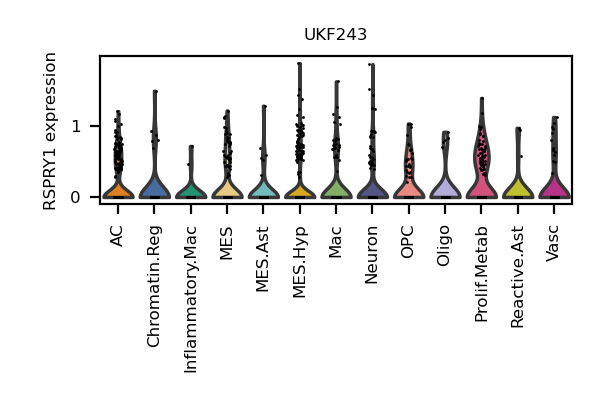 UKF243
RSPRY1 expression
1
0
AC
Chromatin.Reg
Inflammatory.Mac
MES
MES.Ast
MES.Hyp
Mac
Neuron
OPC
Oligo
Prolif.Metab
Reactive.Ast
Vasc